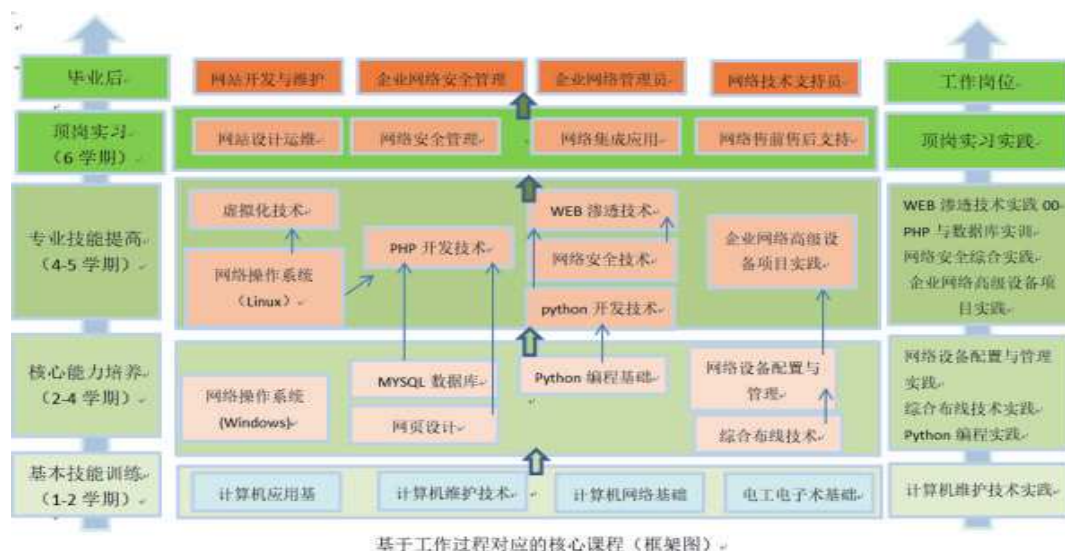 毕业后
网站开发与维护
企业网络安全管理
企业网络管理员
网络技术支持员
工作岗位
顶岗实习
（6 学期）
网站设计运维
网络安全管理
网络集成应用
网络售前售后支持
顶岗实习实践
专业技能提高
（4-5 学期）
虚拟化技术
网络操作系统
（Linux）
PHP 开发技术
WEB 渗透技术
网络安全技术
python 开发技术
企业网络高级设
备项目实践
WEB 渗透技术实践 00
PHP 与数据库实训
网络安全综合实践
企业网络高级设备项
目实践
核心能力培养
（2-4 学期）
网络操作系统
(Windows)
MYSQL 数据库
网页设计
Python 编程基础
网络设备配置与
管理
综合布线技术
网络设备配置与管理
实践
综合布线技术实践
Python 编程实践
基本技能训练
（1-2 学期）
计算机应用基
计算机维护技术
计算机网络基础
电工电子术基础
计算机维护技术实践
基于工作过程对应的核心课程（框架图）